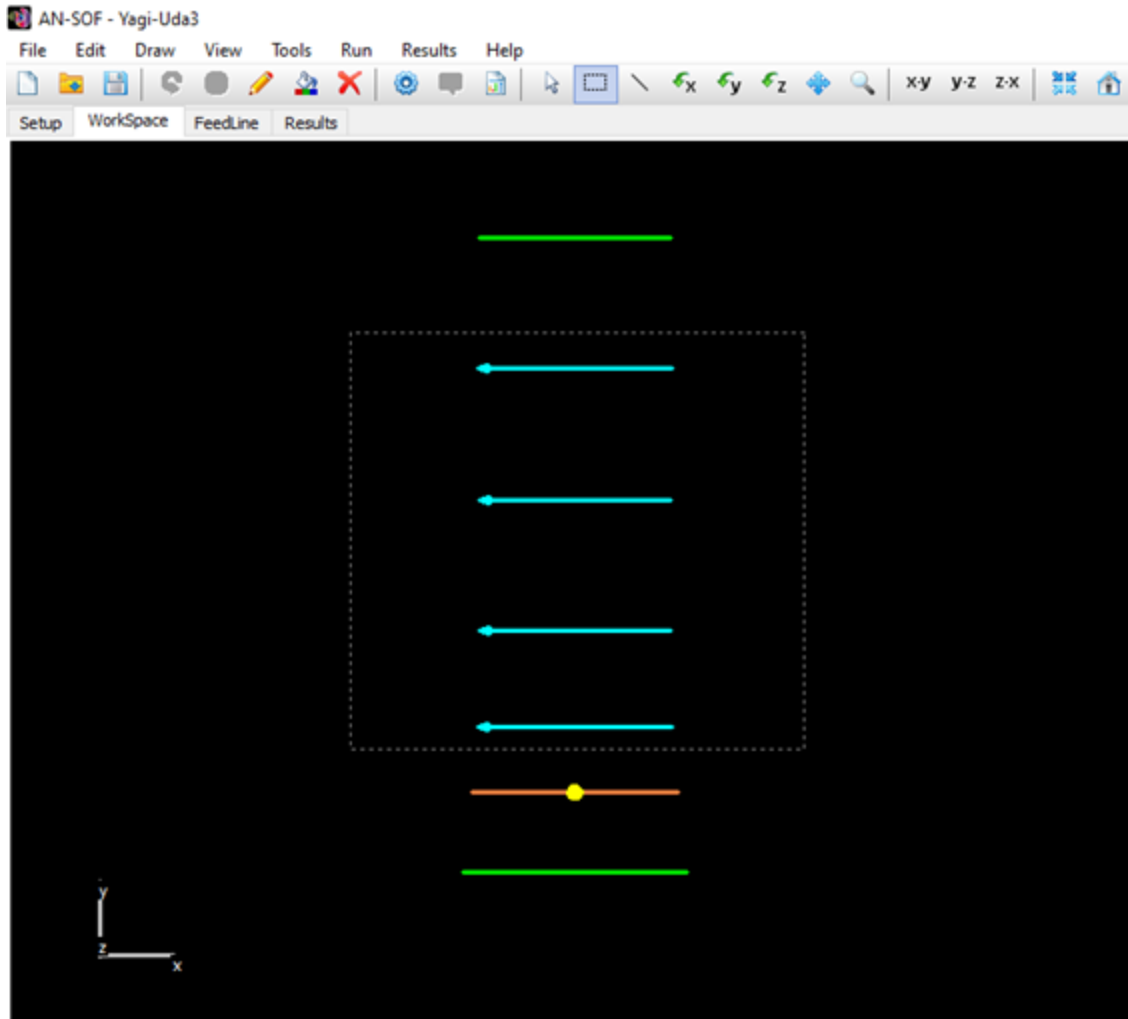 AN-SOF - Yagi-Uda3
File Edit Draw View Tools Run Results Help
x y z x-y y-z z-x
Setup WorkSpace FeedLine Results
y
z
x